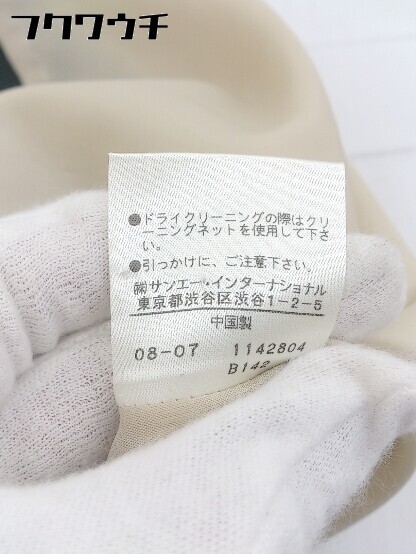 フクワウチ
●ドライクリーニングの際はクリ
ーニングネットを使用して下さ
い。
●引っかけに、ご注意下さい。
㈱サンエー・インターナショナル
東京都渋谷区渋谷1-2-5
中国製
08-07 1142804
B142